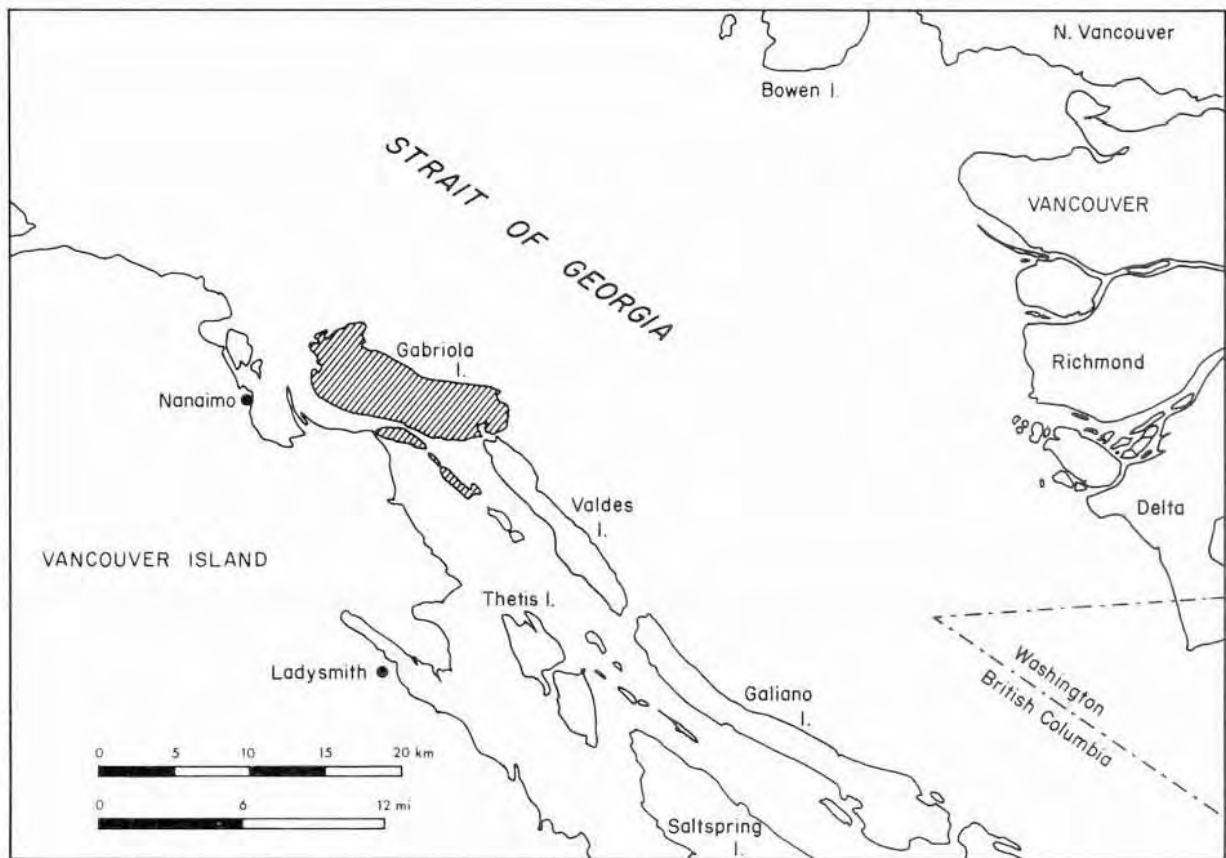 N. Vancouver
Bowen I.
STRAIT OF GEORGIA
VANCOUVER
Gabriola
I.
Richmond
Nanaimo
Valdes
I.
Delta
VANCOUVER ISLAND
Thetis I.
Ladysmith
Washington
British Columbia
Galiano
I.
0 5 10 15 20 km
0 6 12 mi
Saltspring
I.